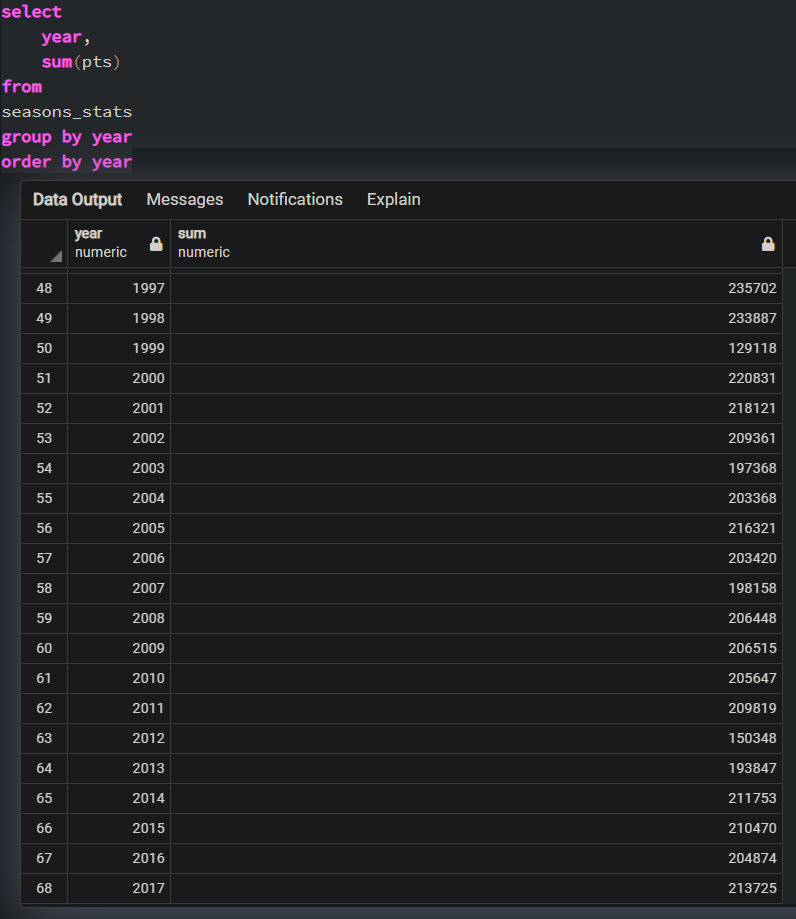 select
year,
sum(pts)
from
seasons_stats
group by year
order by year
Data Output Messages Notifications Explain
year sum
numeric numeric
48 1997 235702
49 1998 233887
50 1999 129118
51 2000 220831
52 2001 218121
53 2002 209361
54 2003 197368
55 2004 203368
56 2005 216321
57 2006 203420
58 2007 198158
59 2008 206448
60 2009 206515
61 2010 205647
62 2011 209819
63 2012 150348
64 2013 193847
65 2014 211753
66 2015 210470
67 2016 204874
68 2017 213725